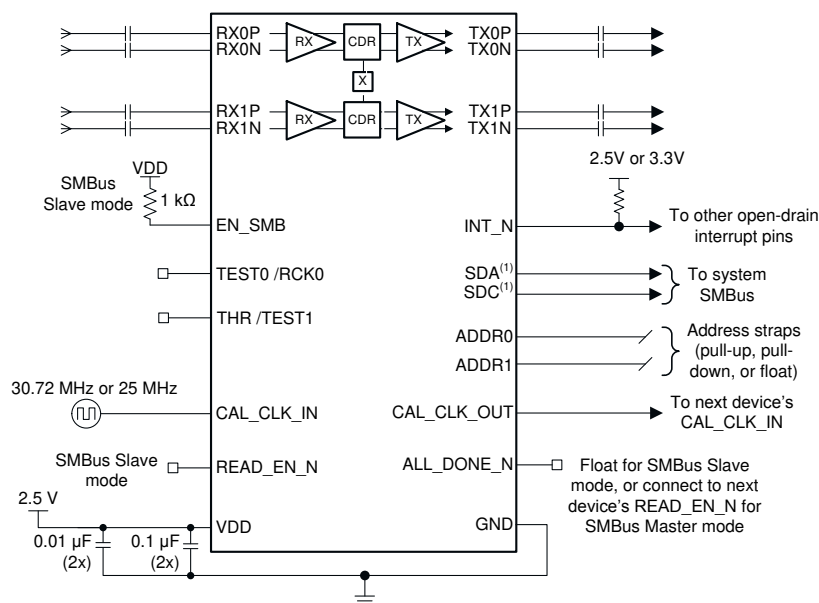 RX0P
RX0N
RX
CDR
TX
TX0P
TX0N
X
RX1P
RX1N
RX
CDR
TX
TX1P
TX1N
VDD
SMBus
Slave mode
1 kΩ
EN_SMB
2.5V or 3.3V
INT_N
To other open-drain
interrupt pins
TEST0 /RCK0
SDA(1)
SDC(1)
To system
SMBus
THR /TEST1
ADDR0
ADDR1
Address straps
(pull-up, pull-
down, or float)
30.72 MHz or 25 MHz
CAL_CLK_IN
CAL_CLK_OUT
To next device's
CAL_CLK_IN
SMBus Slave
mode
READ_EN_N
ALL_DONE_N
Float for SMBus Slave
mode, or connect to next
device's READ_EN_N for
SMBus Master mode
2.5 V
VDD
GND
0.01 µF
(2x)
0.1 µF
(2x)